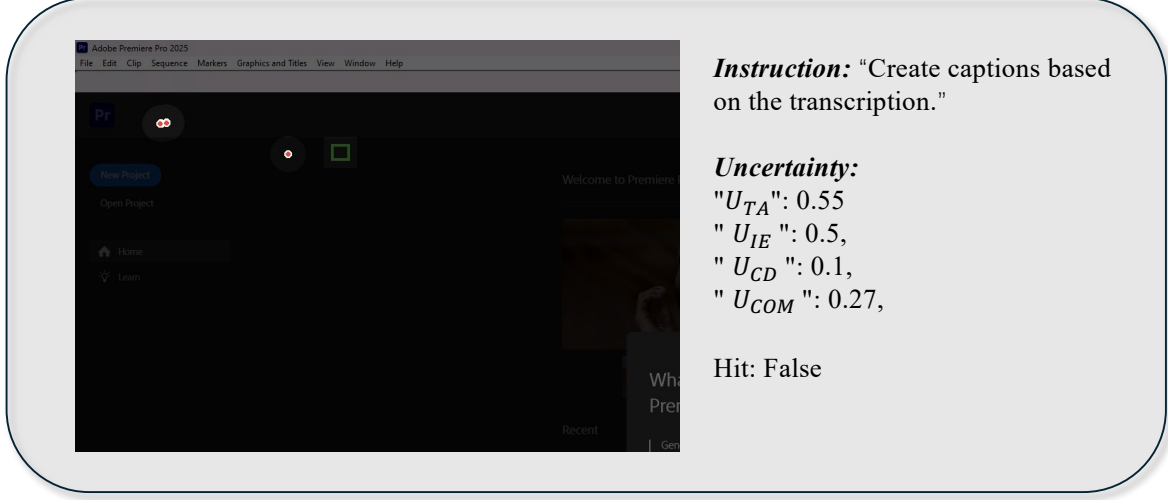 Pr Adobe Premiere Pro 2025
File Edit Clip Sequence Markers Graphics and Titles View Window Help
Pr
New Project
Open Project
Home
Learn
Welcome to Premiere
Recent
Gen
Instruction: “Create captions based
on the transcription.”
Uncertainty:
"U_TA": 0.55
" U_IE ": 0.5,
" U_CD ": 0.1,
" U_COM ": 0.27,
Hit: False